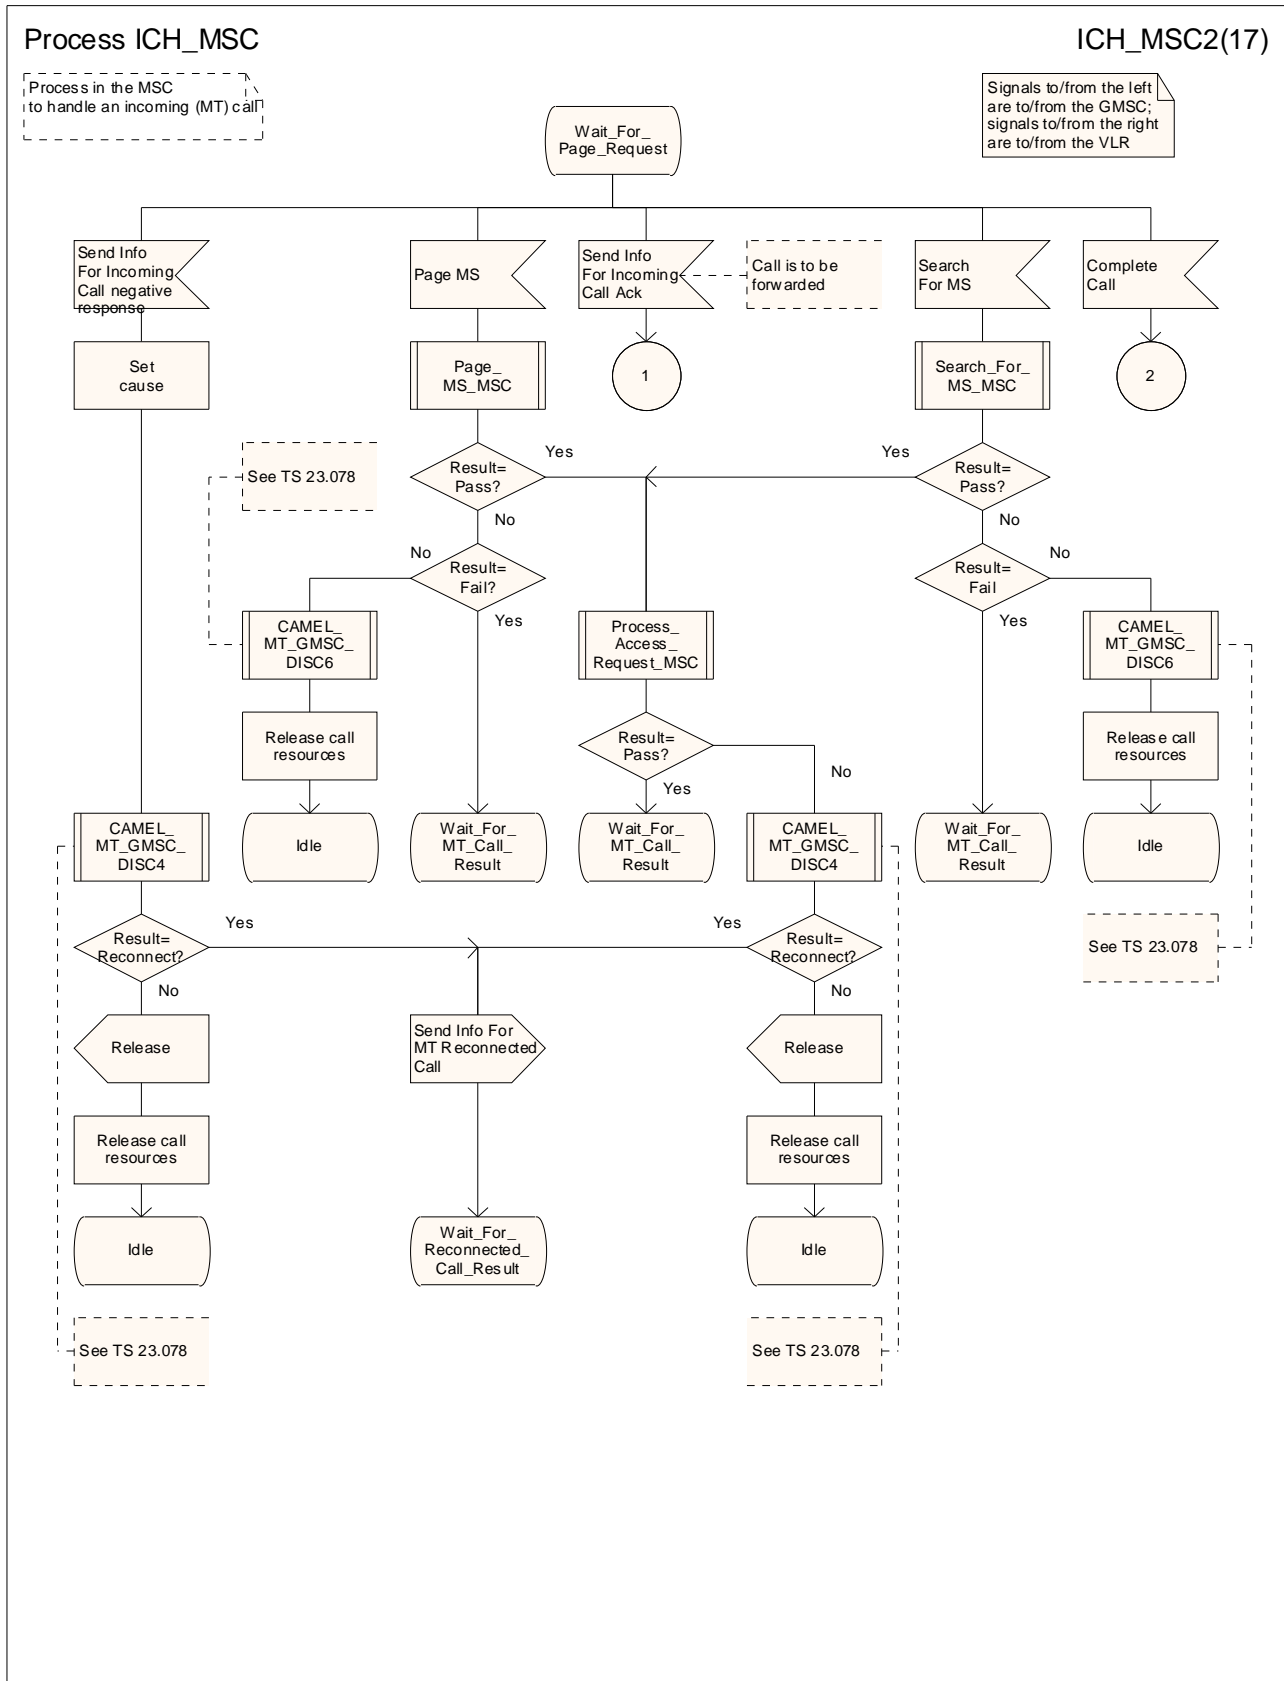 Process ICH_MSC
ICH_MSC2(17)
Process in the MSC
to handle an incoming (MT) call
Signals to/from the left
are to/from the GMSC;
signals to/from the right
are to/from the VLR
Wait_For_
Page_Request
Send Info
For Incoming
Call negative
response
Page MS
Send Info
For Incoming
Call Ack
Call is to be
forwarded
Search
For MS
Complete
Call
Set
cause
Page_
MS_MSC
1
Search_For_
MS_MSC
2
See TS 23.078
Result=
Pass?
Yes
No
Yes
Result=
Pass?
No
No
Result=
Fail?
Yes
Result=
Fail
No
Yes
CAMEL_
MT_GMSC_
DISC6
Process_
Access_
Request_MSC
CAMEL_
MT_GMSC_
DISC6
Release call
resources
Result=
Pass?
No
Yes
Release call
resources
CAMEL_
MT_GMSC_
DISC4
Idle
Wait_For_
MT_Call_
Result
Wait_For_
MT_Call_
Result
CAMEL_
MT_GMSC_
DISC4
Wait_For_
MT_Call_
Result
Idle
Result=
Reconnect?
Yes
No
Yes
Result=
Reconnect?
No
See TS 23.078
Release
Send Info For
MT Reconnected
Call
Release
Release call
resources
Release call
resources
Idle
Wait_For_
Reconnected_
Call_Result
Idle
See TS 23.078
See TS 23.078